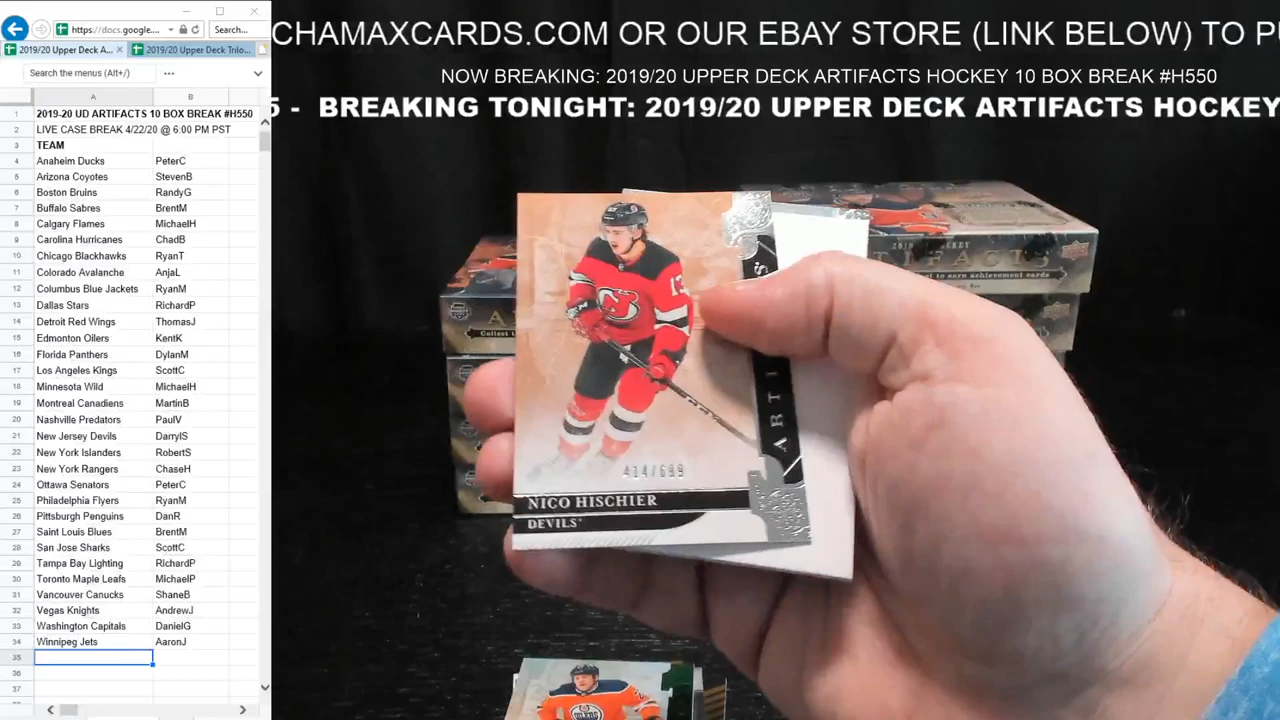 https://docs.google....
Search...
2019/20 Upper Deck A...
2019/20 Upper Deck Trilo...
Search the menus (Alt+/)
A
B
1 2019-20 UD ARTIFACTS 10 BOX BREAK #H550
2 LIVE CASE BREAK 4/22/20 @ 6:00 PM PST
3 TEAM
4 Anaheim Ducks PeterC
5 Arizona Coyotes StevenB
6 Boston Bruins RandyG
7 Buffalo Sabres BrentM
8 Calgary Flames MichaelH
9 Carolina Hurricanes ChadB
10 Chicago Blackhawks RyanT
11 Colorado Avalanche AnjaL
12 Columbus Blue Jackets RyanM
13 Dallas Stars RichardP
14 Detroit Red Wings ThomasJ
15 Edmonton Oilers KentK
16 Florida Panthers DylanM
17 Los Angeles Kings ScottC
18 Minnesota Wild MichaelH
19 Montreal Canadiens MartinB
20 Nashville Predators PaulV
21 New Jersey Devils DarrylS
22 New York Islanders RobertS
23 New York Rangers ChaseH
24 Ottawa Senators PeterC
25 Philadelphia Flyers RyanM
26 Pittsburgh Penguins DanR
27 Saint Louis Blues BrentM
28 San Jose Sharks ScottC
29 Tampa Bay Lighting RichardP
30 Toronto Maple Leafs MichaelP
31 Vancouver Canucks ShaneB
32 Vegas Knights AndrewJ
33 Washington Capitals DanielG
34 Winnipeg Jets AaronJ
35
36
37
CHAMAXCARDS.COM OR OUR EBAY STORE (LINK BELOW) TO PU
NOW BREAKING: 2019/20 UPPER DECK ARTIFACTS HOCKEY 10 BOX BREAK #H550
5 - BREAKING TONIGHT: 2019/20 UPPER DECK ARTIFACTS HOCKEY
414/699
NICO HISCHIER
DEVILS
ARTI